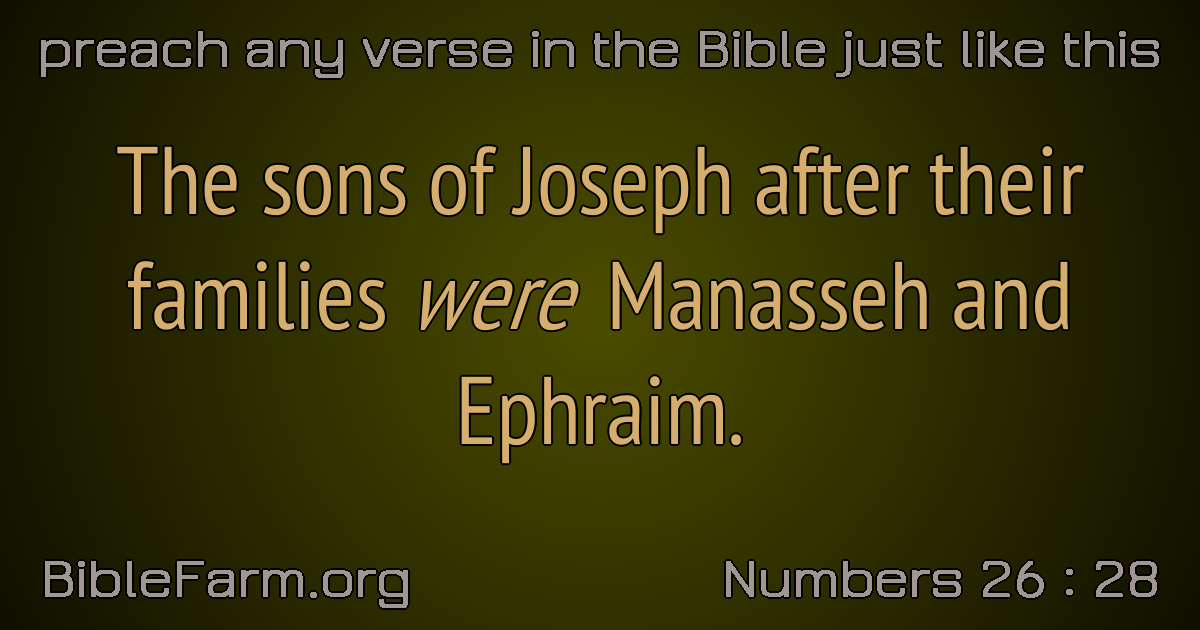 preach any verse in the Bible just like this
The sons of Joseph after their
families were Manasseh and
Ephraim.
BibleFarm.org
Numbers 26 : 28